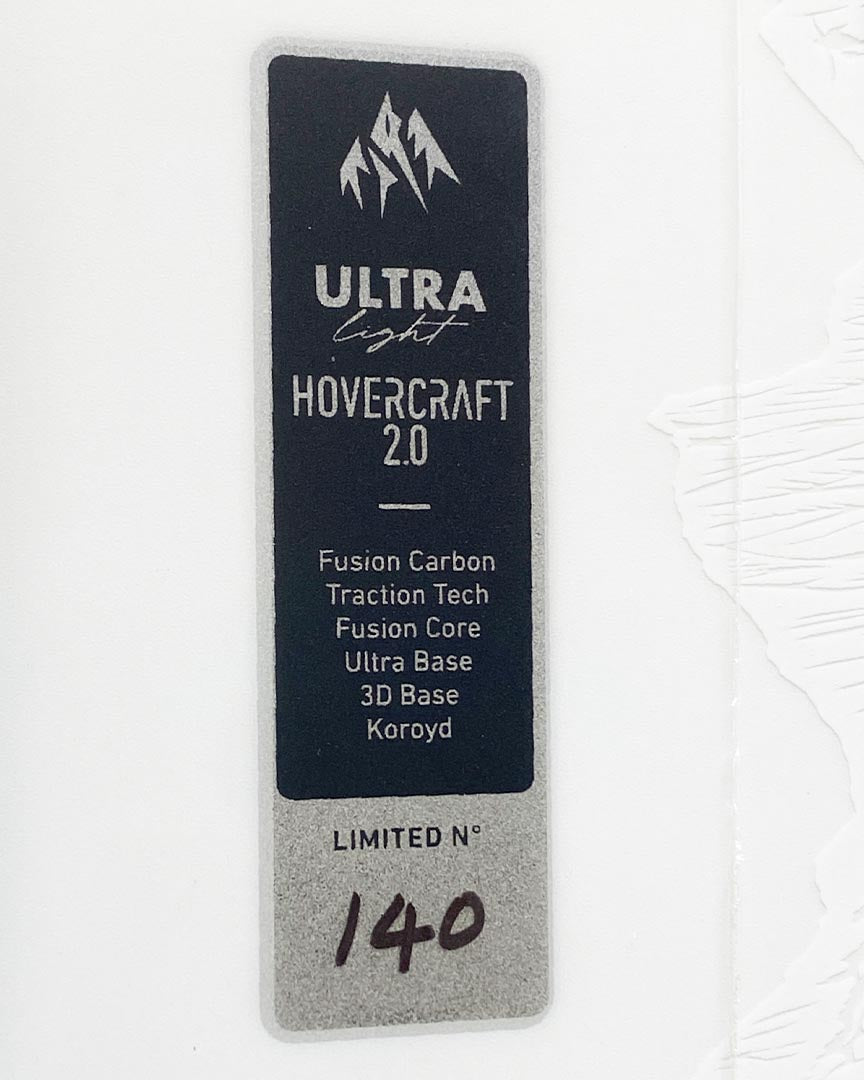 ULTRA
light
HOVERCRAFT
2.0
Fusion Carbon
Traction Tech
Fusion Core
Ultra Base
3D Base
Koroyd
LIMITED N°
140